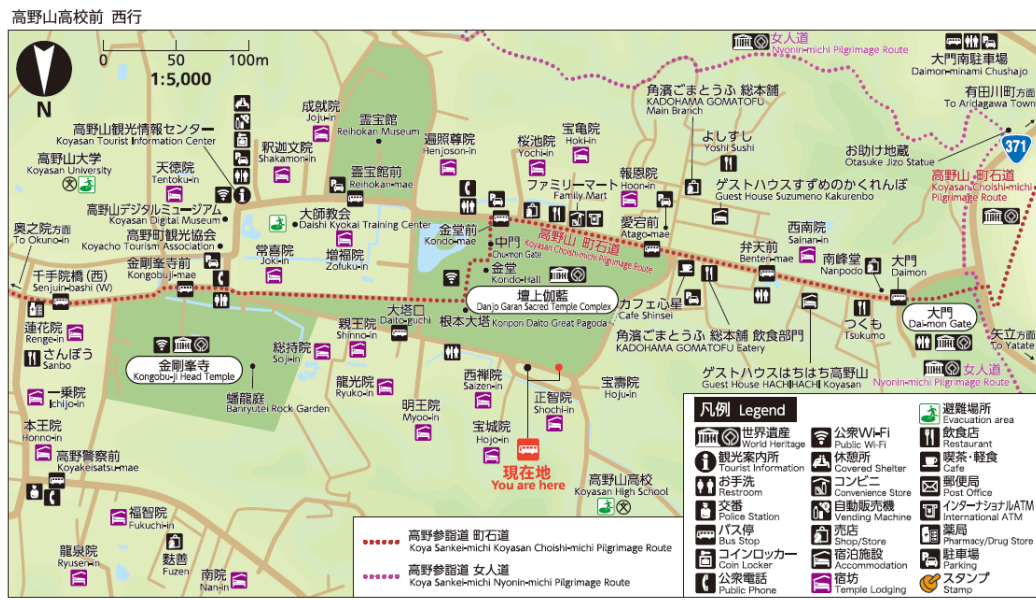 高野山高校前 西行
N
0
50
100m
1:5,000
女人道
Nyonin-michi Pilgrimage Route
大門南駐車場
Daimon-minami Chushajo
有田川町方面
To Aridagawa Town
371
お助け地蔵
Otasuke Jizo Statue
高野山 町石道
Koyasan Choishi-michi
Pilgrimage Route
角濱ごまとうふ 総本舗
KADOHAMA GOMATOFU
Main Branch
よしずし
Yoshi Sushi
ゲストハウスすずめのかくれんぼ
Guest House Suzumeno Kakurenbo
成就院
Joju-in
霊宝館
Reihokan Museum
遍照尊院
Henjoson-in
桜池院
Yochi-in
宝亀院
Hoki-in
報恩院
Hoon-in
ファミリーマート
Family Mart
愛宕前
Atago-mae
高野山観光情報センター
Koyasan Tourist Information Center
釈迦文院
Shakamon-in
高野山大学
Koyasan University
天徳院
Tentoku-in
霊宝館前
Reihokan-mae
高野山デジタルミュージアム
Koyasan Digital Museum
大師教会
Daishi Kyokai Training Center
金堂前
Kondo-mae
高野山 町石道
Koyasan Choishi-michi Pilgrimage Route
中門
Chu-mon Gate
西南院
Sainan-in
弁天前
Benten-mae
南峰堂
Nanpodo
大門
Daimon
奥之院方面
To Okuno-in
高野町観光協会
Koyacho Tourism Association
常喜院
Joki-in
増福院
Zofuku-in
金堂
Kondo-Hall
千手院橋(西)
Senjuin-bashi (W)
金剛峯寺前
Kongobuji-mae
壇上伽藍
Danjo Garan Sacred Temple Complex
カフェ心星
Cafe Shinsei
大門
Dai-mon Gate
つくも
Tsukumo
矢立方面
To Yatate
蓮花院
Renge-in
大塔口
Daito-guchi
根本大塔
Konpon Daito Great Pagoda
角濱ごまとうふ 総本舗 飲食部門
KADOHAMA GOMATOFU Eatery
さんぼう
Sanbo
親王院
Shinno-in
総持院
Soji-in
金剛峯寺
Kongobu-ji Head Temple
女人道
Nyonin-michi Pilgrimage Route
ゲストハウスはちはち高野山
Guest House HACHIHACHI Koyasan
一乗院
Ichijo-in
蟠龍庭
Banryutei Rock Garden
龍光院
Ryuko-in
西禅院
Saizen-in
正智院
Shochi-in
宝壽院
Hoju-in
明王院
Myoo-in
宝城院
Hojo-in
本王院
Honno-in
高野警察前
Koyakeisatsu-mae
現在地
You are here
高野山高校
Koyasan High School
福智院
Fukuchi-in
龍泉院
Ryusen-in
麩善
Fuzen
南院
Nan-in
高野参詣道 町石道
Koya Sankei-michi Koyasan Choishi-michi Pilgrimage Route
高野参詣道 女人道
Koya Sankei-michi Nyonin-michi Pilgrimage Route
凡例 Legend
世界遺産
World Heritage
観光案内所
Tourist Information
お手洗
Restroom
交番
Police Station
バス停
Bus Stop
コインロッカー
Coin Locker
公衆電話
Public Phone
公衆Wi-Fi
Public Wi-Fi
休憩所
Covered Shelter
コンビニ
Convenience Store
自動販売機
Vending Machine
売店
Shop/Store
宿泊施設
Accommodation
宿坊
Temple Lodging
避難場所
Evacuation area
飲食店
Restaurant
喫茶・軽食
Cafe
郵便局
Post Office
インターナショナルATM
International ATM
薬局
Pharmacy/Drug Store
駐車場
Parking
スタンプ
Stamp